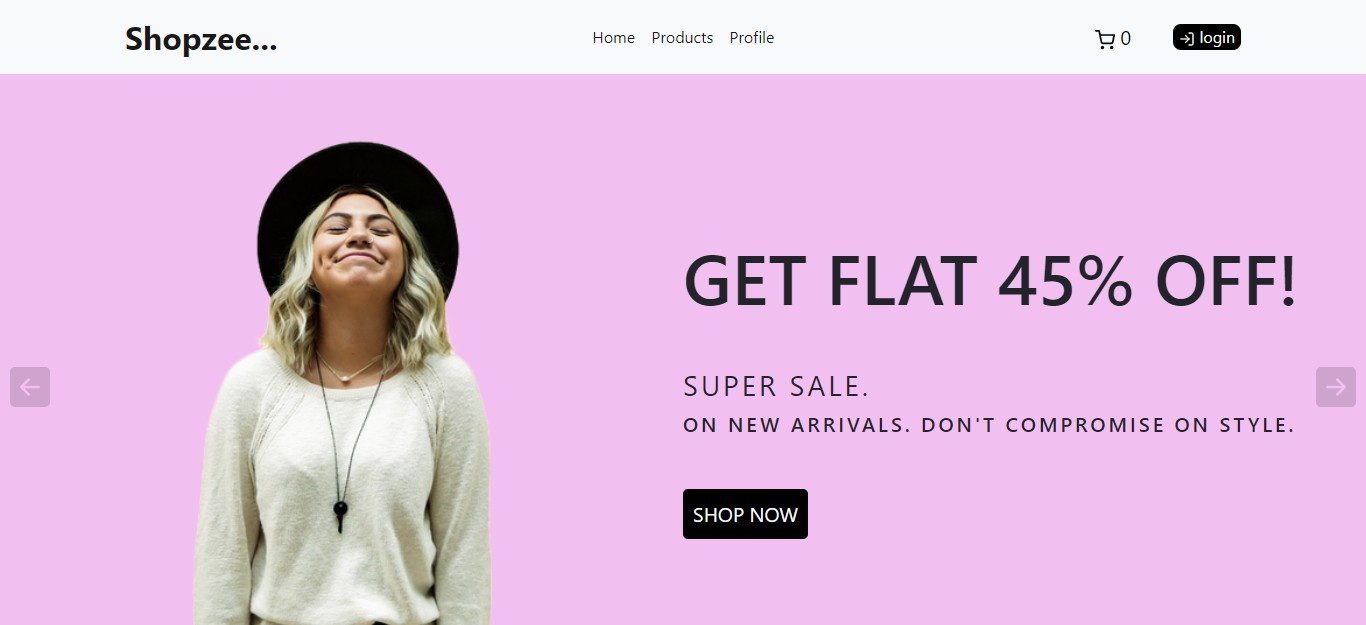 Shopzee...
Home Products Profile
0
login
GET FLAT 45% OFF!
SUPER SALE.
ON NEW ARRIVALS. DON'T COMPROMISE ON STYLE.
SHOP NOW